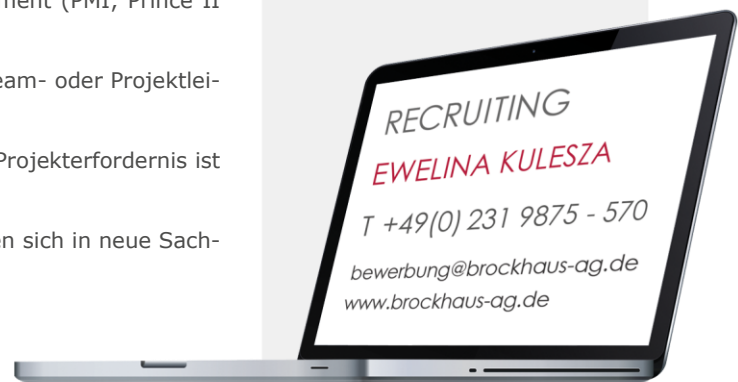 ment (PMI, Prince II
eam- oder Projektlei-
Projekterfordernis ist
en sich in neue Sach-
RECRUITING
EWELINA KULESZA
T +49(0) 231 9875 - 570
bewerbung@brockhaus-ag.de
www.brockhaus-ag.de